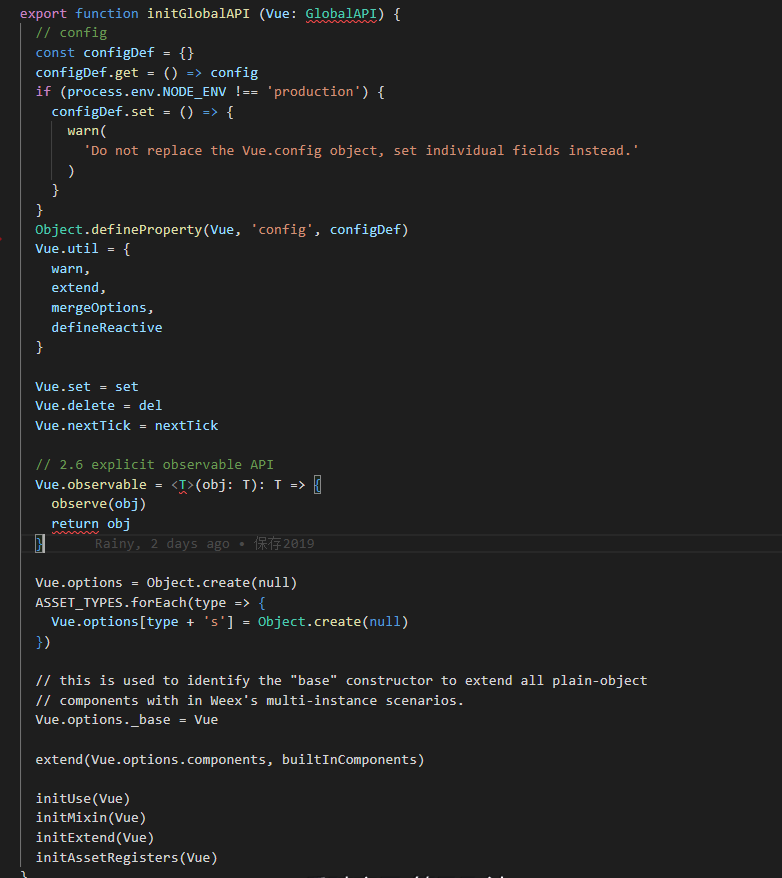 export function initGlobalAPI (Vue: GlobalAPI) {
  // config
  const configDef = {}
  configDef.get = () => config
  if (process.env.NODE_ENV !== 'production') {
    configDef.set = () => {
      warn(
        'Do not replace the Vue.config object, set individual fields instead.'
      )
    }
  }
  Object.defineProperty(Vue, 'config', configDef)
  Vue.util = {
    warn,
    extend,
    mergeOptions,
    defineReactive
  }
  Vue.set = set
  Vue.delete = del
  Vue.nextTick = nextTick
  // 2.6 explicit observable API
  Vue.observable = <T>(obj: T): T => {
    observe(obj)
    return obj
  } Rainy, 2 days ago • 保存2019
  Vue.options = Object.create(null)
  ASSET_TYPES.forEach(type => {
    Vue.options[type + 's'] = Object.create(null)
  })
  // this is used to identify the "base" constructor to extend all plain-object
  // components with in Weex's multi-instance scenarios.
  Vue.options._base = Vue
  extend(Vue.options.components, builtInComponents)
  initUse(Vue)
  initMixin(Vue)
  initExtend(Vue)
  initAssetRegisters(Vue)